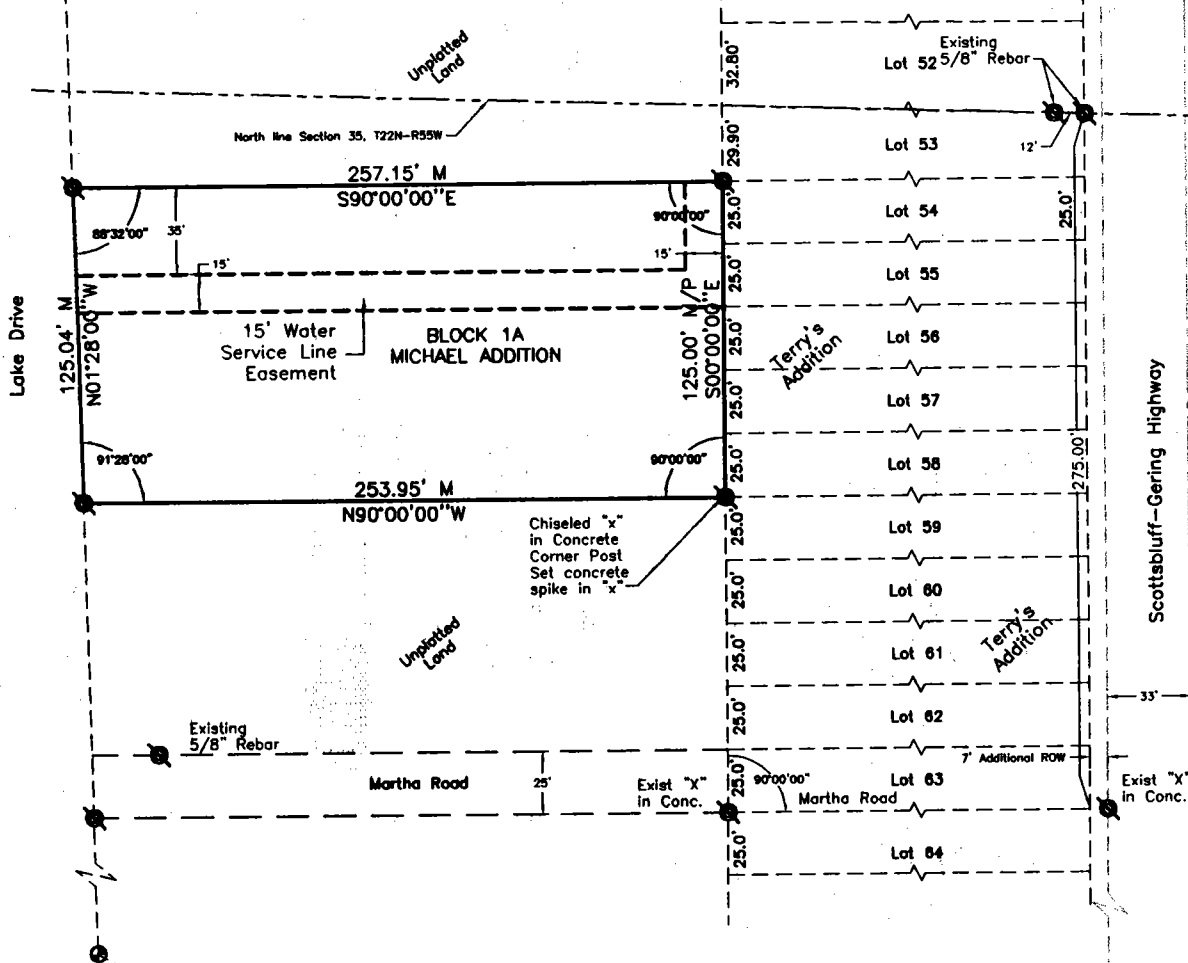 Unplatted
Land
32.80'
Lot 52
Existing
5/8" Rebar
North line Section 35, T22N-R55W
29.90'
Lot 53
12'
257.15' M
S90°00'00"E
88°32'00"
35'
90°00'00"
25.0'
Lot 54
25.0'
15'
15'
25.0'
Lot 55
Lake Drive
125.04' M
N01°28'00"W
15' Water
Service Line
Easement
BLOCK 1A
MICHAEL ADDITION
125.00' M/P
S00°00'00"E
25.0'
Terry's
Addition
Lot 56
25.0'
Lot 57
Scottsbluff-Gering Highway
91°28'00"
90°00'00"
25.0'
Lot 58
275.00'
253.95' M
N90°00'00"W
Chiseled "x"
in Concrete
Corner Post
Set concrete
spike in "x"
25.0'
Lot 59
25.0'
Lot 60
Unplatted
Land
25.0'
Lot 61
Terry's
Addition
33'
Existing
5/8" Rebar
25.0'
Lot 62
7' Additional ROW
Martha Road
25'
Exist "X"
in Conc.
25.0'
90°00'00"
Lot 63
Martha Road
Exist "X"
in Conc.
25.0'
Lot 64